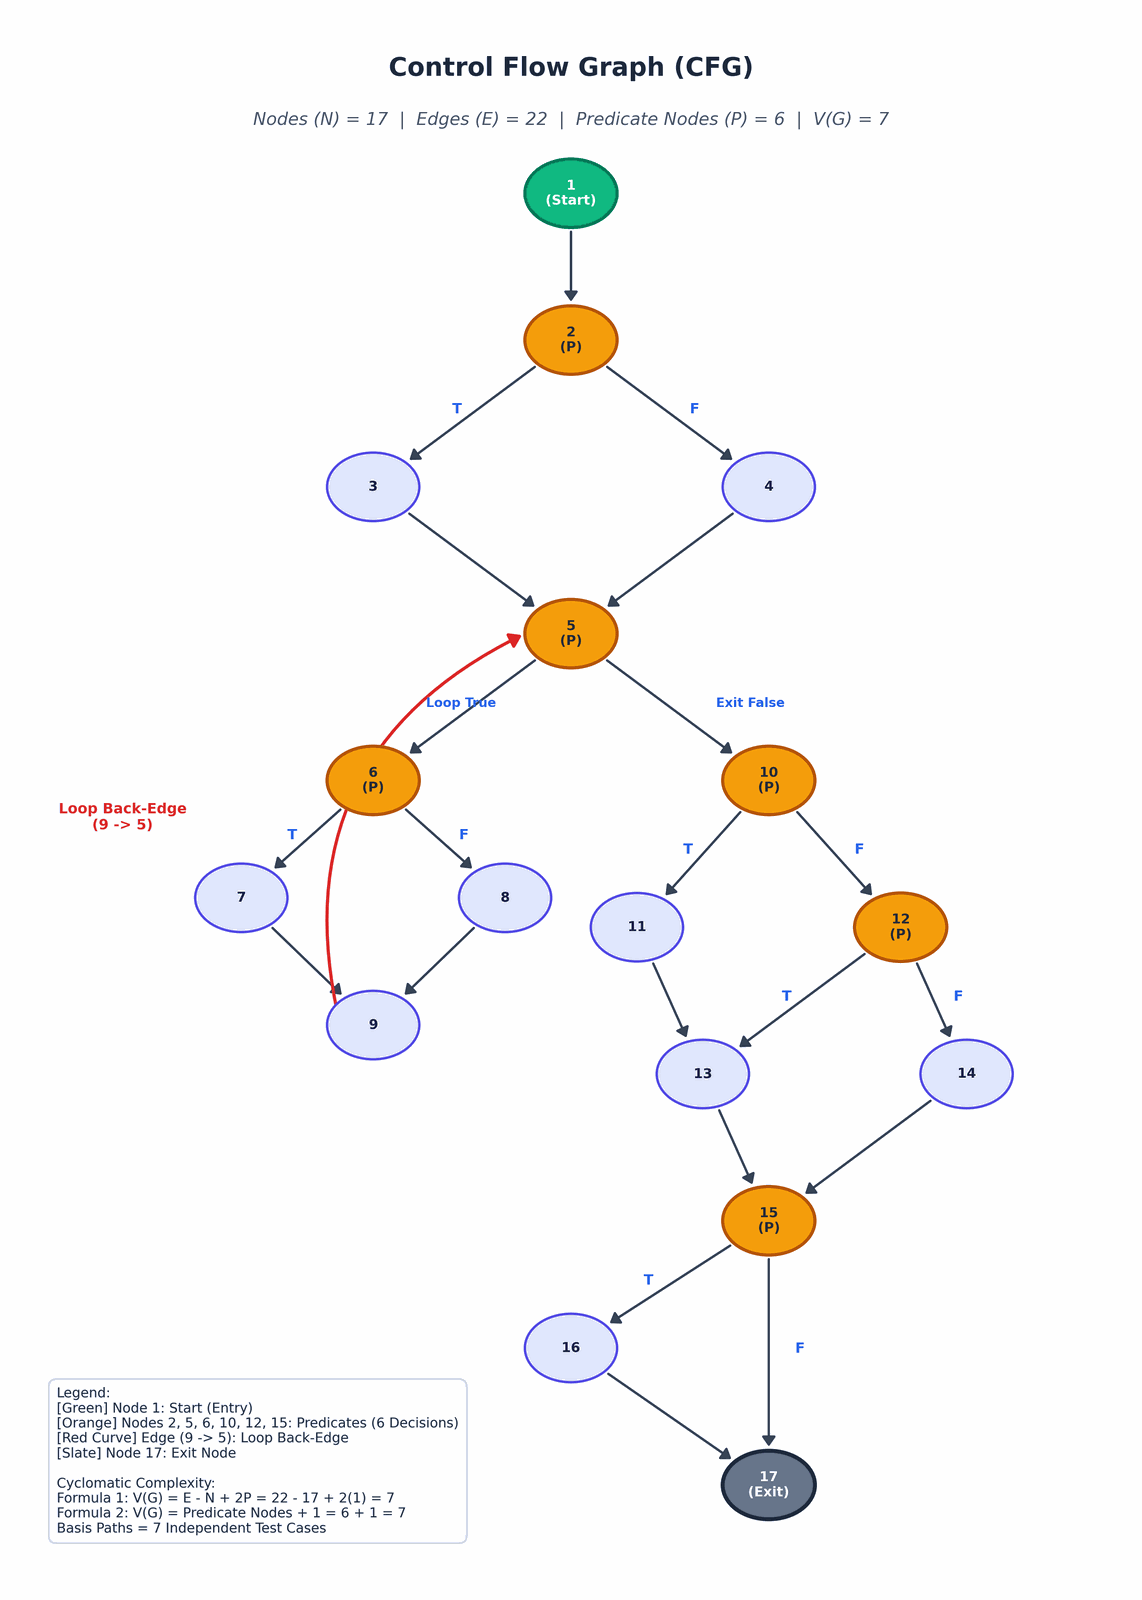 Control Flow Graph (CFG)
Nodes (N) = 17 | Edges (E) = 22 | Predicate Nodes (P) = 6 | V(G) = 7
1
(Start)
2
(P)
T
F
3
4
5
(P)
Loop True
Exit False
6
(P)
10
(P)
Loop Back-Edge
(9 -> 5)
T
F
T
F
7
8
11
12
(P)
T
F
9
13
14
15
(P)
T
F
16
17
(Exit)
Legend:
[Green] Node 1: Start (Entry)
[Orange] Nodes 2, 5, 6, 10, 12, 15: Predicates (6 Decisions)
[Red Curve] Edge (9 -> 5): Loop Back-Edge
[Slate] Node 17: Exit Node
Cyclomatic Complexity:
Formula 1: V(G) = E - N + 2P = 22 - 17 + 2(1) = 7
Formula 2: V(G) = Predicate Nodes + 1 = 6 + 1 = 7
Basis Paths = 7 Independent Test Cases